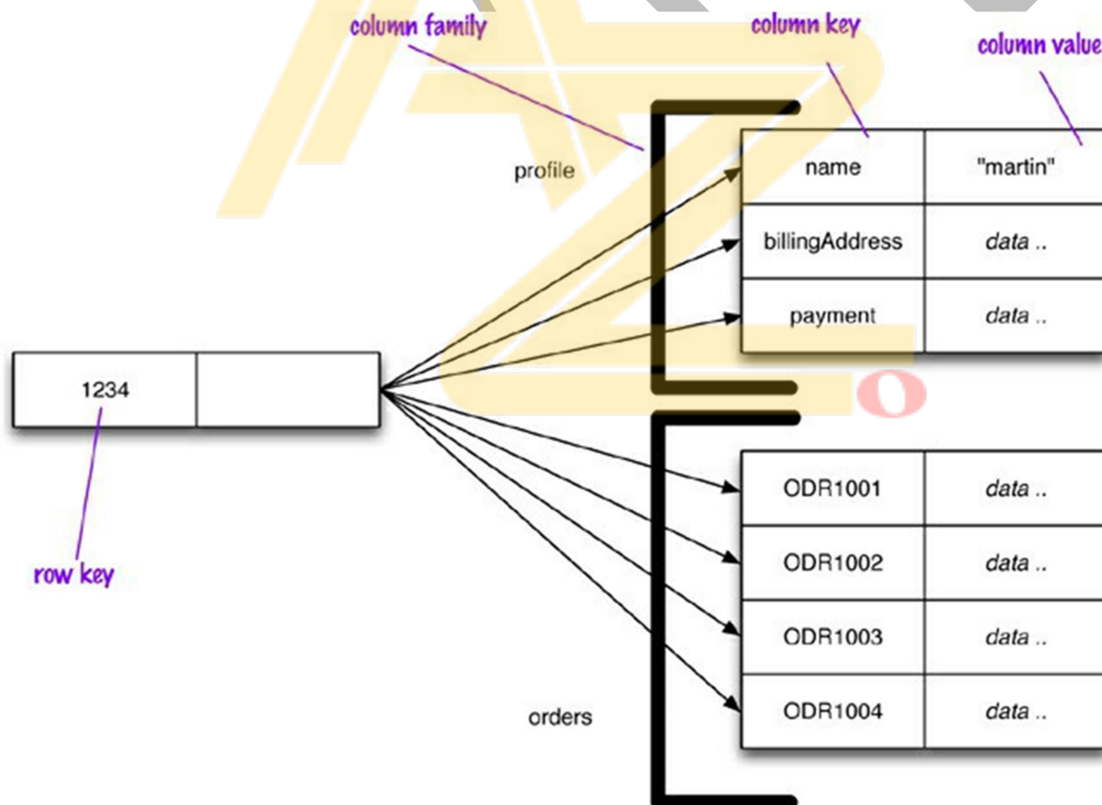 column family
column key
column value
profile
name
"martin"
billingAddress
data ..
payment
data ..
1234
row key
ODR1001
data ..
ODR1002
data ..
ODR1003
data ..
ODR1004
data ..
orders